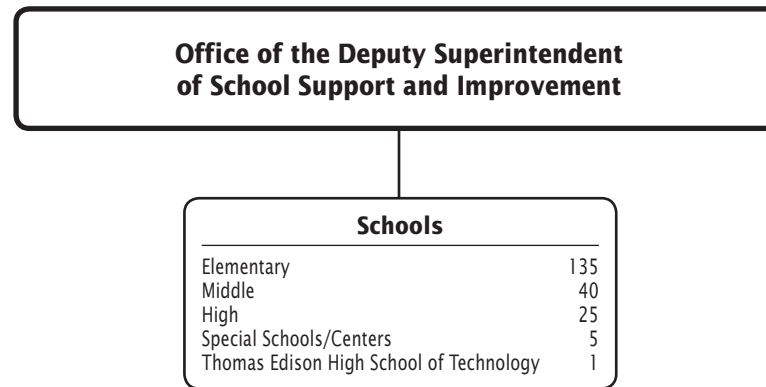 Office of the Deputy Superintendent
of School Support and Improvement
Schools
Elementary 135
Middle 40
High 25
Special Schools/Centers 5
Thomas Edison High School of Technology 1